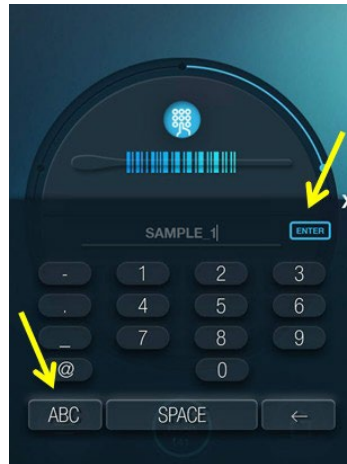 SAMPLE_1
ENTER
- 1 2 3
. 4 5 6
_ 7 8 9
@ 0
ABC SPACE ←